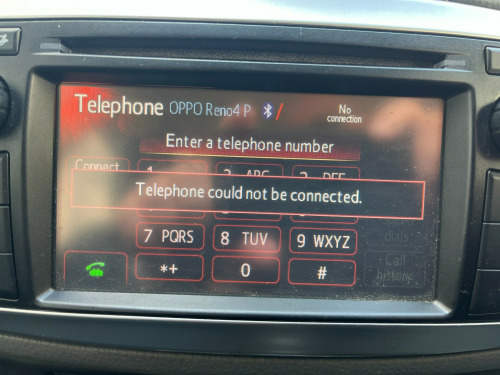 Telephone OPPO Reno4 P
No
connection
Enter a telephone number
Connect
Telephone could not be connected.
7 PQRS
8 TUV
9 WXYZ
dials
Call
history
*+
0
#